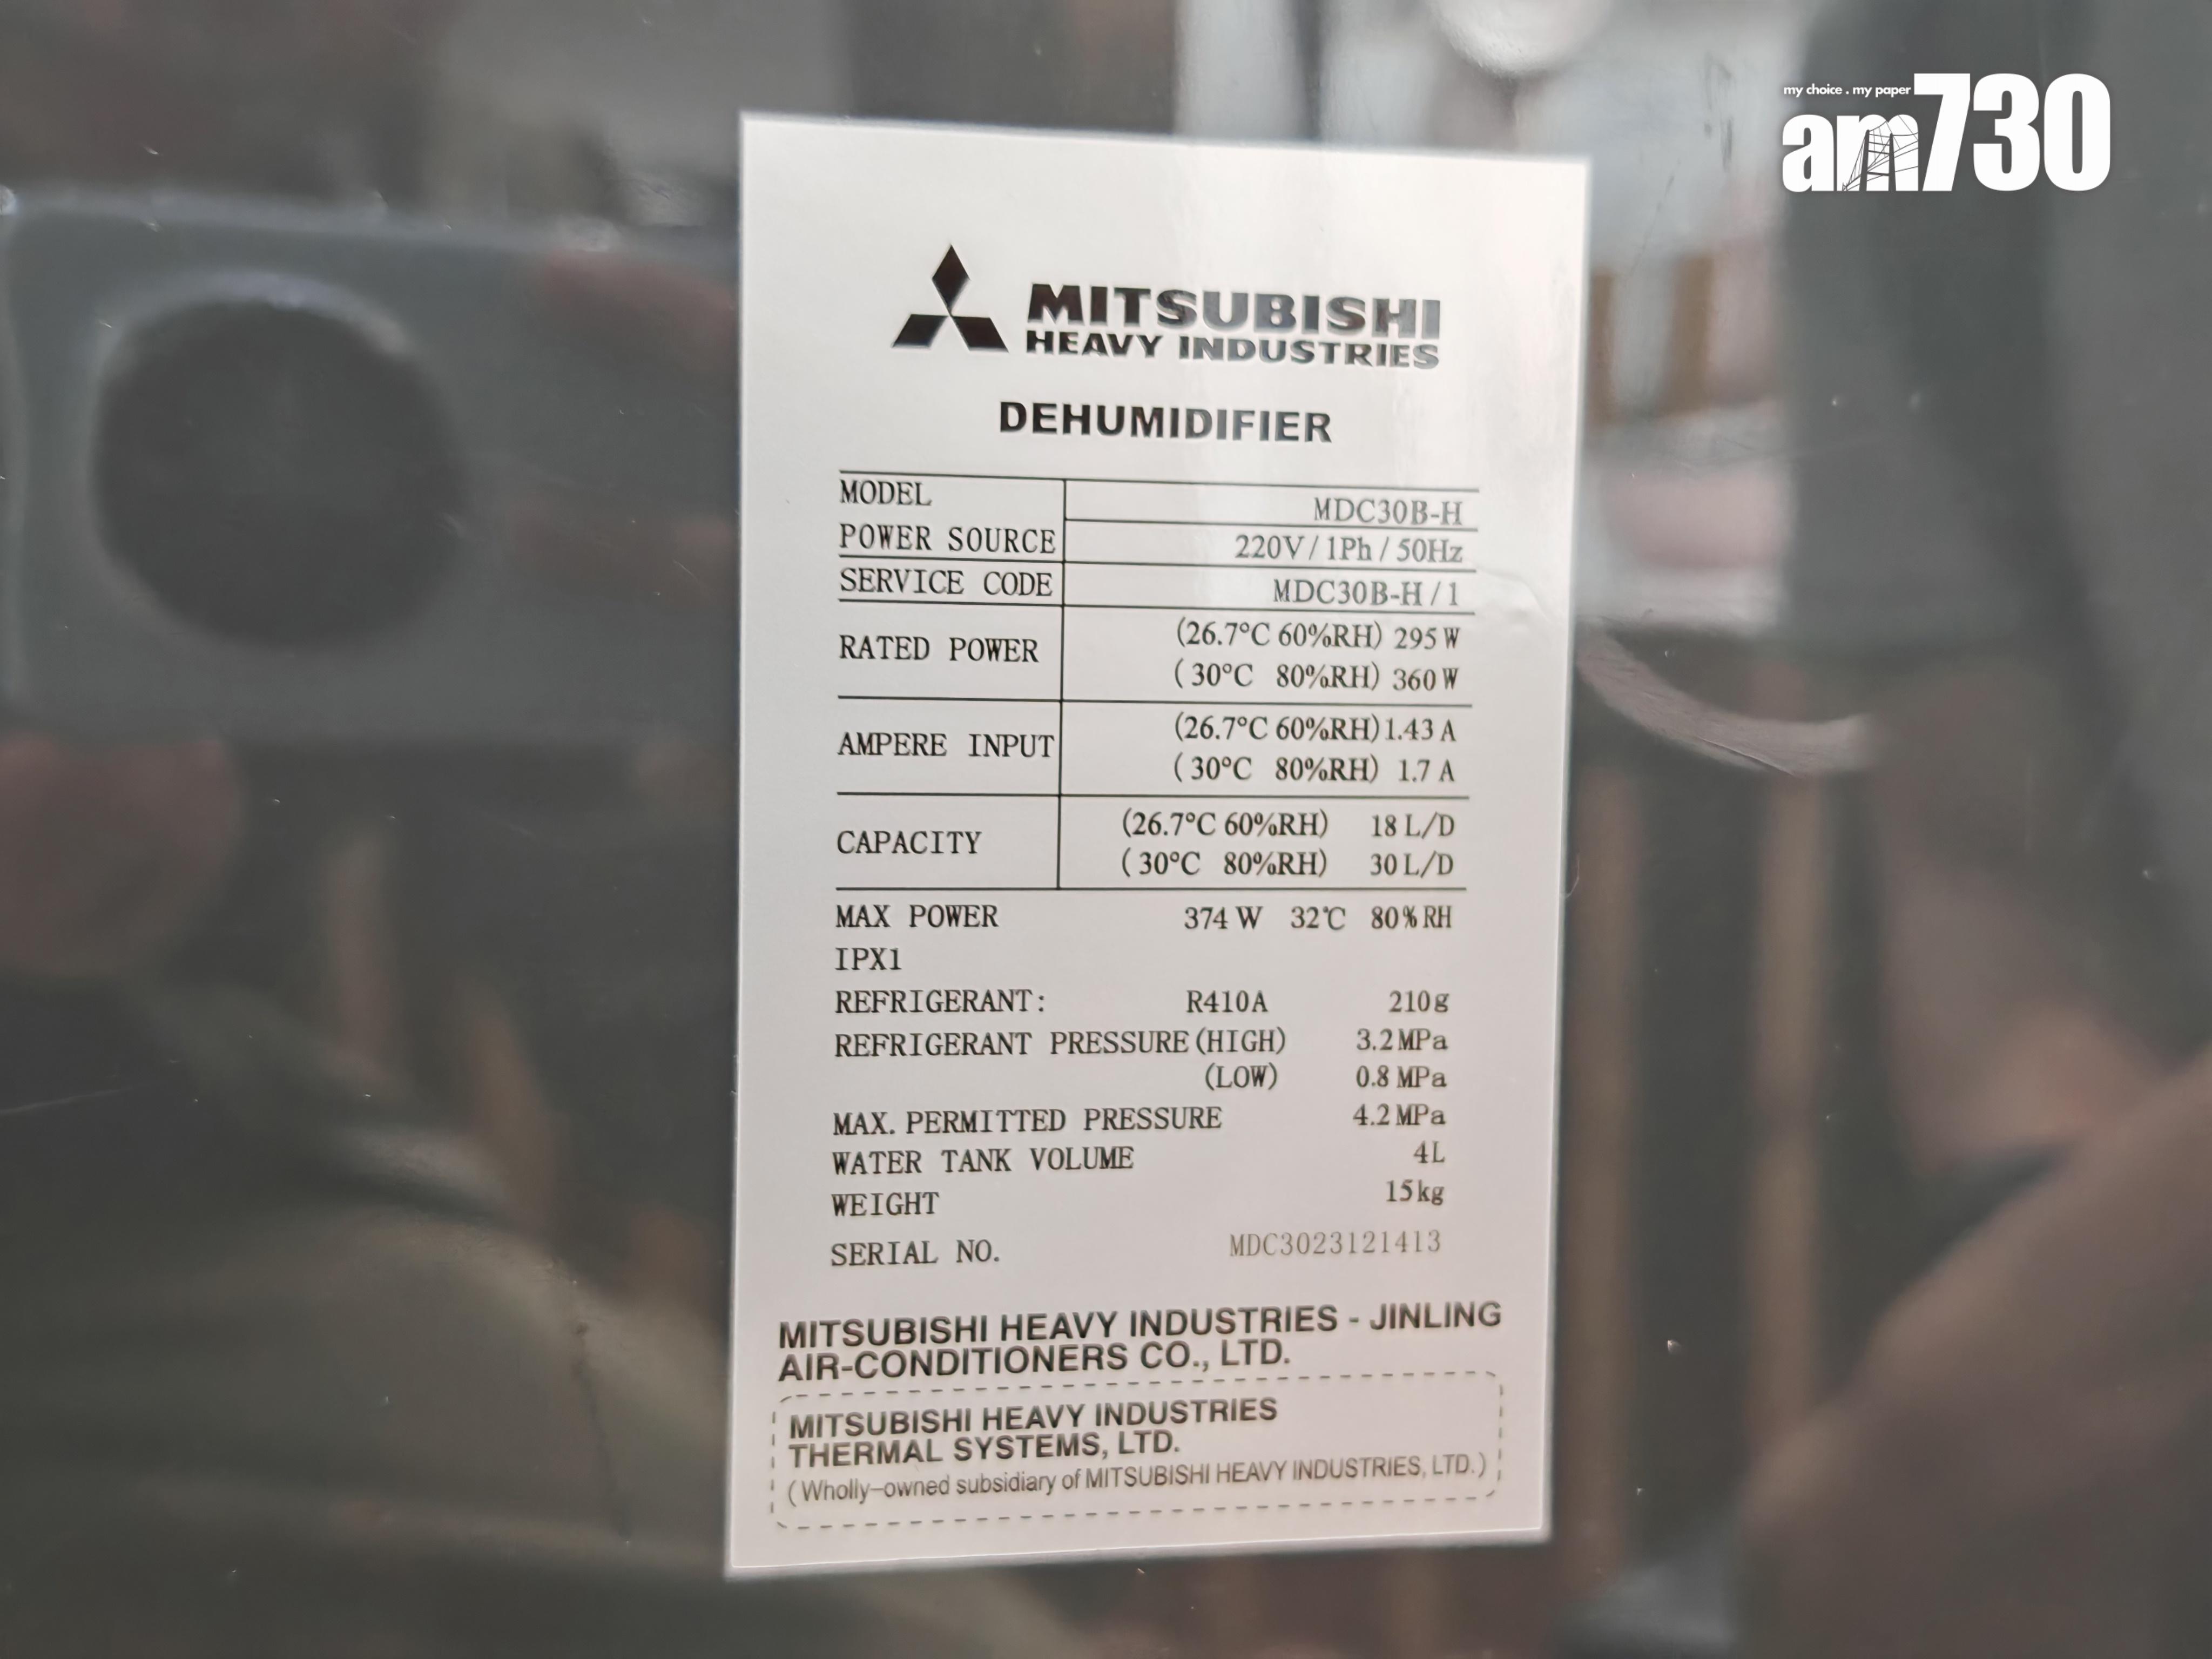 my choice . my paper
am730
MITSUBISHI
HEAVY INDUSTRIES
DEHUMIDIFIER
MODEL MDC30B-H
POWER SOURCE 220V / 1Ph / 50Hz
SERVICE CODE MDC30B-H / 1
RATED POWER (26.7°C 60%RH) 295 W
(30°C 80%RH) 360 W
AMPERE INPUT (26.7°C 60%RH) 1.43 A
(30°C 80%RH) 1.7 A
CAPACITY (26.7°C 60%RH) 18 L/D
(30°C 80%RH) 30 L/D
MAX POWER 374 W 32℃ 80% RH
IPX1
REFRIGERANT: R410A 210g
REFRIGERANT PRESSURE (HIGH) 3.2 MPa
(LOW) 0.8 MPa
MAX. PERMITTED PRESSURE 4.2 MPa
WATER TANK VOLUME 4L
WEIGHT 15kg
SERIAL NO. MDC3023121413
MITSUBISHI HEAVY INDUSTRIES - JINLING
AIR-CONDITIONERS CO., LTD.
MITSUBISHI HEAVY INDUSTRIES
THERMAL SYSTEMS, LTD.
(Wholly-owned subsidiary of MITSUBISHI HEAVY INDUSTRIES, LTD.)